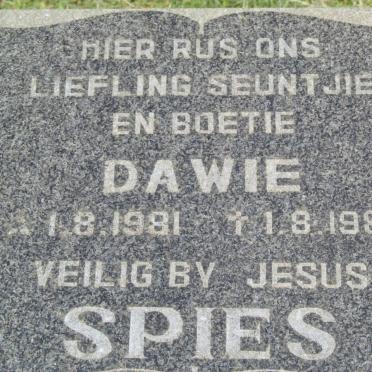 HIER RUS ONS
LIEFLING SEUNTJIE
EN BOETIE
DAWIE
1.8.1981 † 1.8.198
VEILIG BY JESUS
SPIES